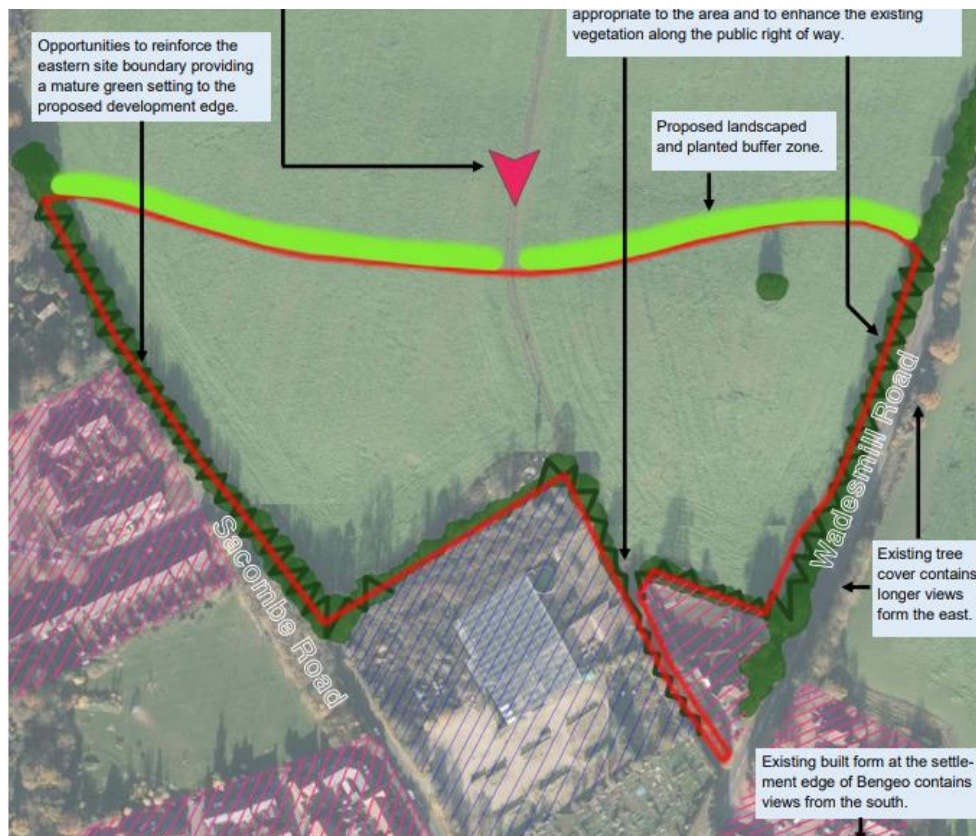 appropriate to the area and to enhance the existing
vegetation along the public right of way.
Opportunities to reinforce the
eastern site boundary providing
a mature green setting to the
proposed development edge.
Proposed landscaped
and planted buffer zone.
Wadesmill Road
Sacombe Road
Existing tree
cover contains
longer views
form the east.
Existing built form at the settle-
ment edge of Bengeo contains
views from the south.